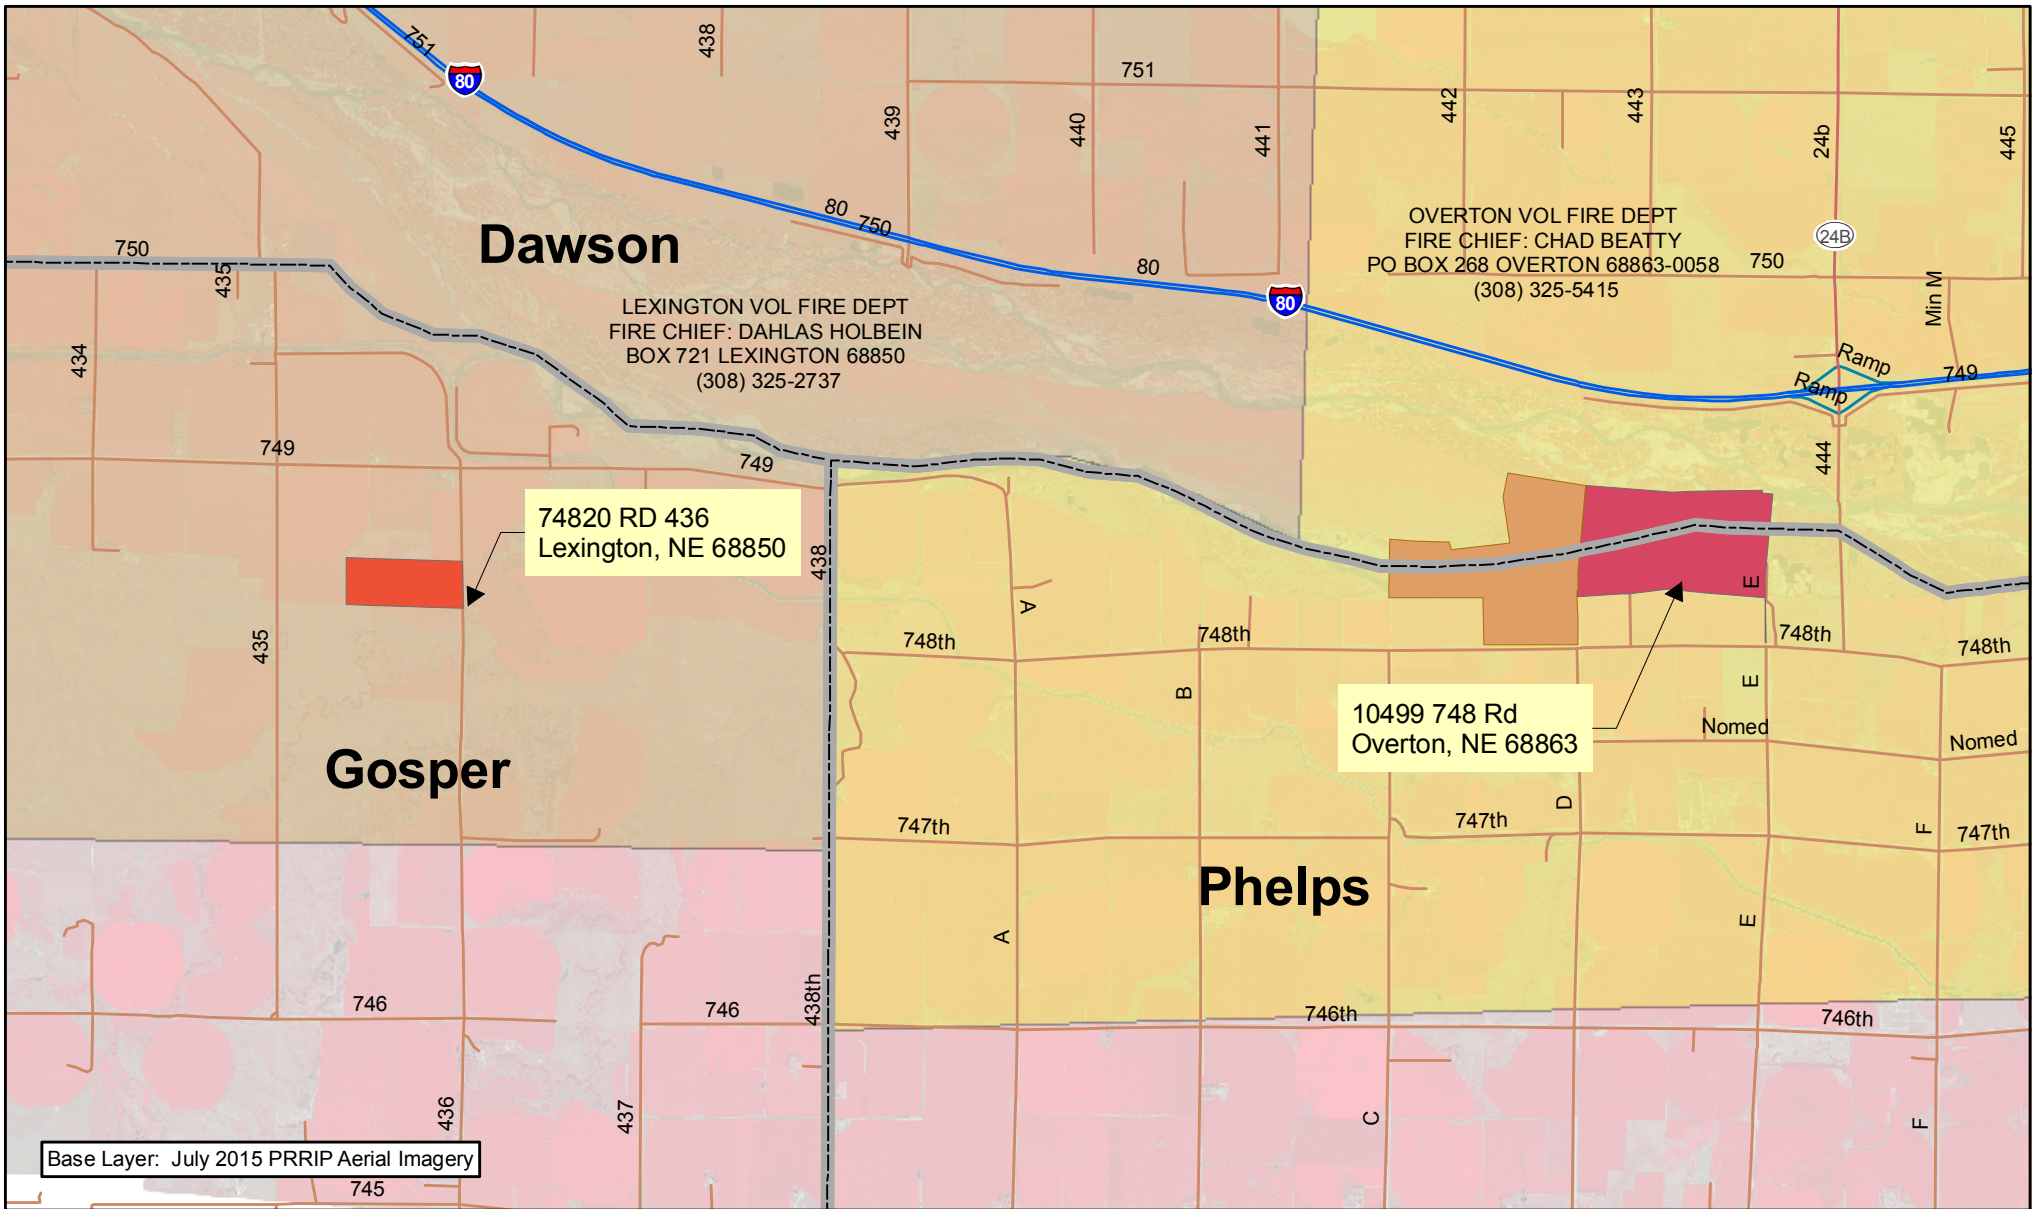 751
438
80
751
439
440
441
442
443
24b
445
80
750
80
80
Dawson
750
435
434
LEXINGTON VOL FIRE DEPT
FIRE CHIEF: DAHLAS HOLBEIN
BOX 721 LEXINGTON 68850
(308) 325-2737
OVERTON VOL FIRE DEPT
FIRE CHIEF: CHAD BEATTY
PO BOX 268 OVERTON 68863-0058
(308) 325-5415
750
24B
Min M
Ramp
Ramp
749
444
749
749
74820 RD 436
Lexington, NE 68850
438
435
A
748th
748th
E
748th
748th
B
E
10499 748 Rd
Overton, NE 68863
Nomed
Nomed
Gosper
D
747th
747th
F
747th
Phelps
A
E
746
746
438th
746th
746th
436
437
C
F
Base Layer: July 2015 PRRIP Aerial Imagery
745